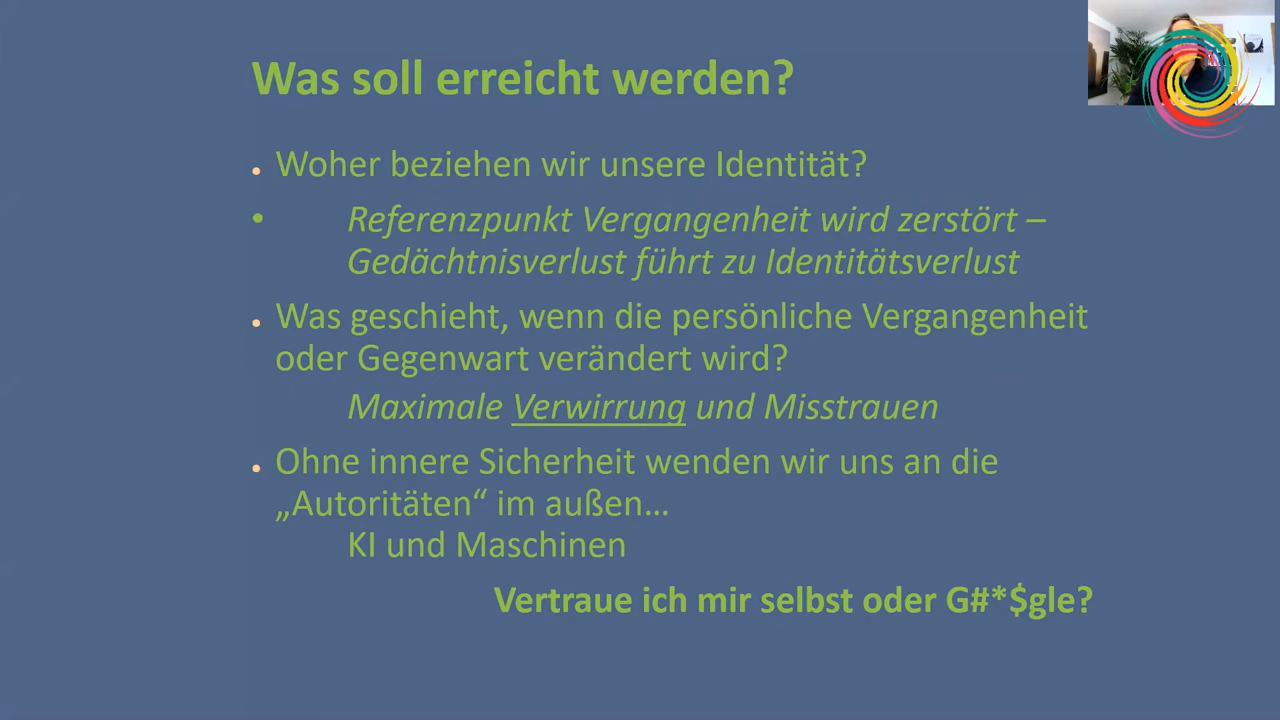 Was soll erreicht werden?
Woher beziehen wir unsere Identität?
Referenzpunkt Vergangenheit wird zerstört –
Gedächtnisverlust führt zu Identitätsverlust
Was geschieht, wenn die persönliche Vergangenheit
oder Gegenwart verändert wird?
Maximale Verwirrung und Misstrauen
Ohne innere Sicherheit wenden wir uns an die
„Autoritäten“ im außen…
KI und Maschinen
Vertraue ich mir selbst oder G#*$gle?